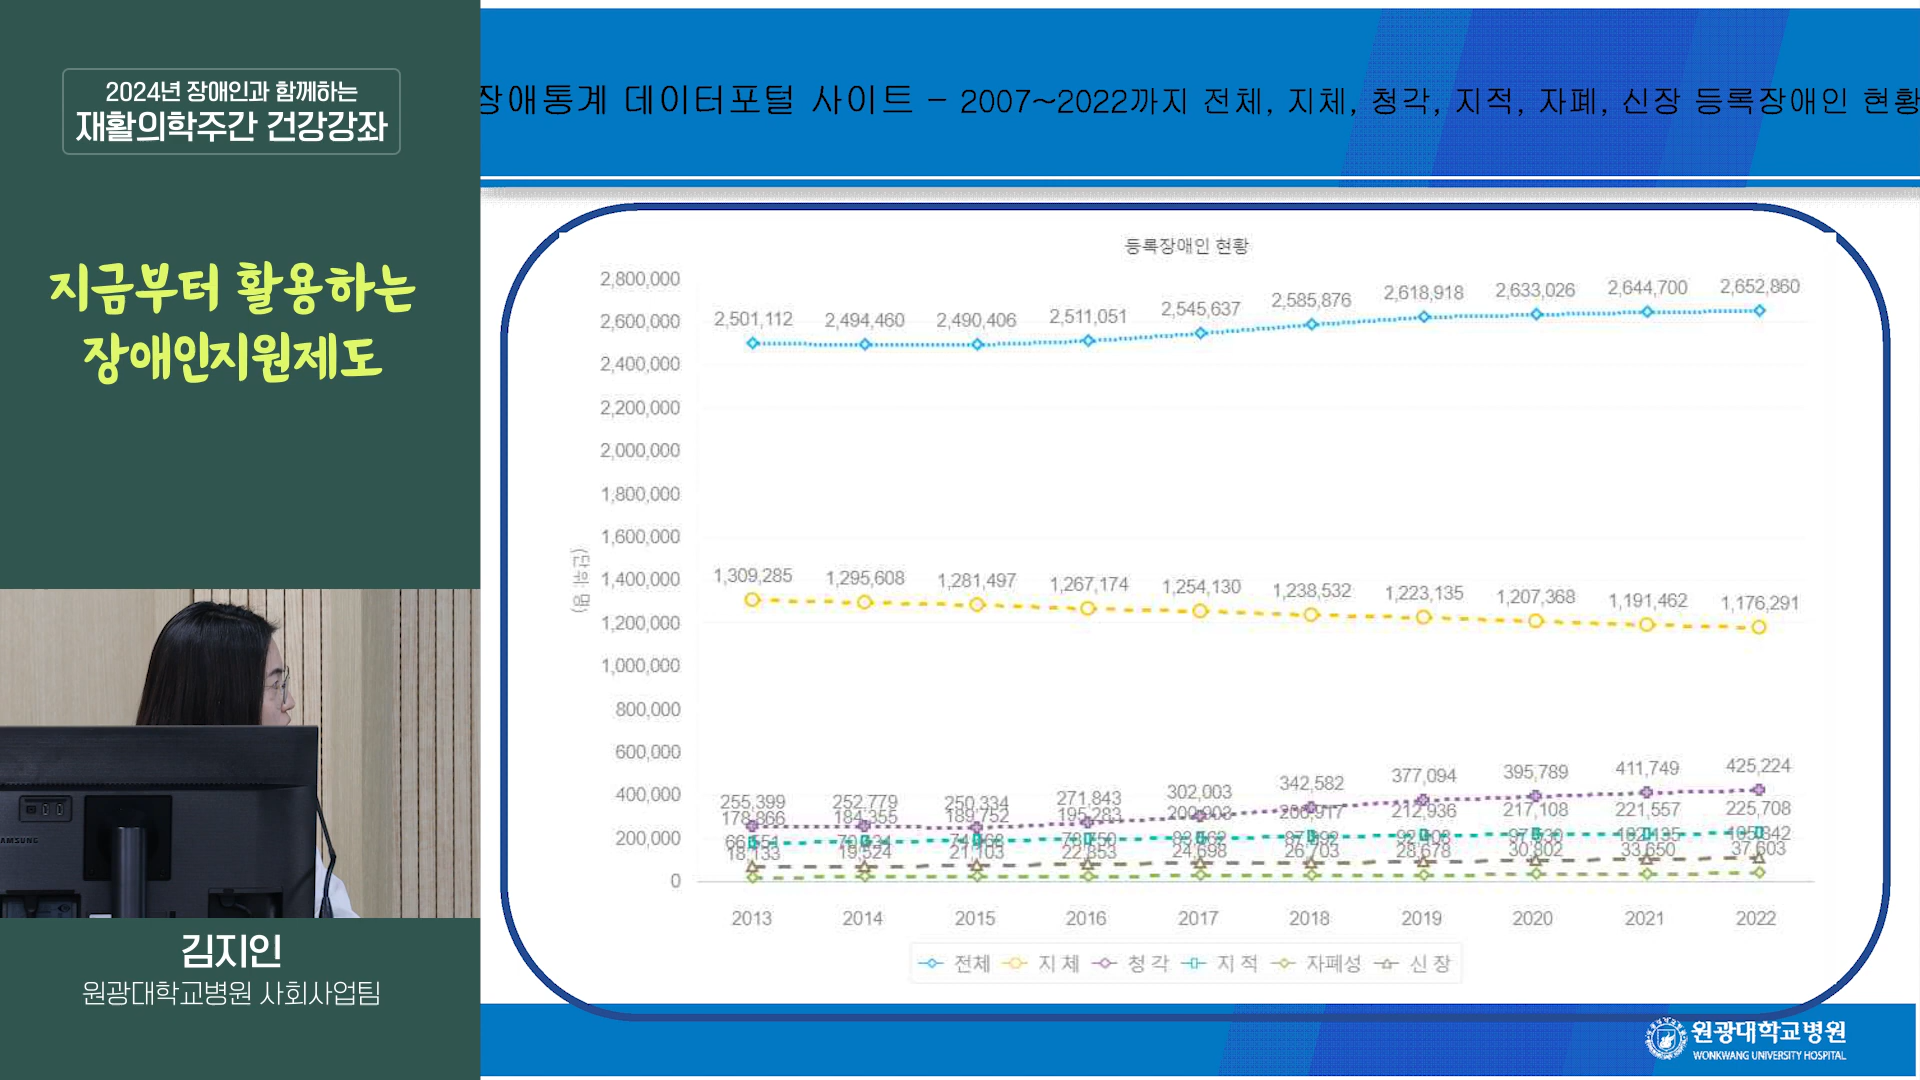 2024년 장애인과 함께하는
재활의학주간 건강강좌
지금부터 활용하는
장애인지원제도
SAMSUNG
김지인
원광대학교병원 사회사업팀
장애통계 데이터포털 사이트 – 2007~2022까지 전체, 지체, 청각, 지적, 자폐, 신장 등록장애인 현황
등록장애인 현황
(단위: 명)
2,800,000
2,600,000
2,400,000
2,200,000
2,000,000
1,800,000
1,600,000
1,400,000
1,200,000
1,000,000
800,000
600,000
400,000
200,000
0
2,501,112 2,494,460 2,490,406 2,511,051 2,545,637 2,585,876 2,618,918 2,633,026 2,644,700 2,652,860
1,309,285 1,295,608 1,281,497 1,267,174 1,254,130 1,238,532 1,223,135 1,207,368 1,191,462 1,176,291
255,399 252,779 250,334 271,843 302,003 342,582 377,094 395,789 411,749 425,224
178,866 184,355 189,752 195,283 212,936 217,108 221,557 225,708
18,133 19,524 21,103 22,853 24,698 26,703 28,678 30,802 33,650 37,603
2013 2014 2015 2016 2017 2018 2019 2020 2021 2022
전체 지체 청각 지적 자폐성 신장
원광대학교병원
WONKWANG UNIVERSITY HOSPITAL